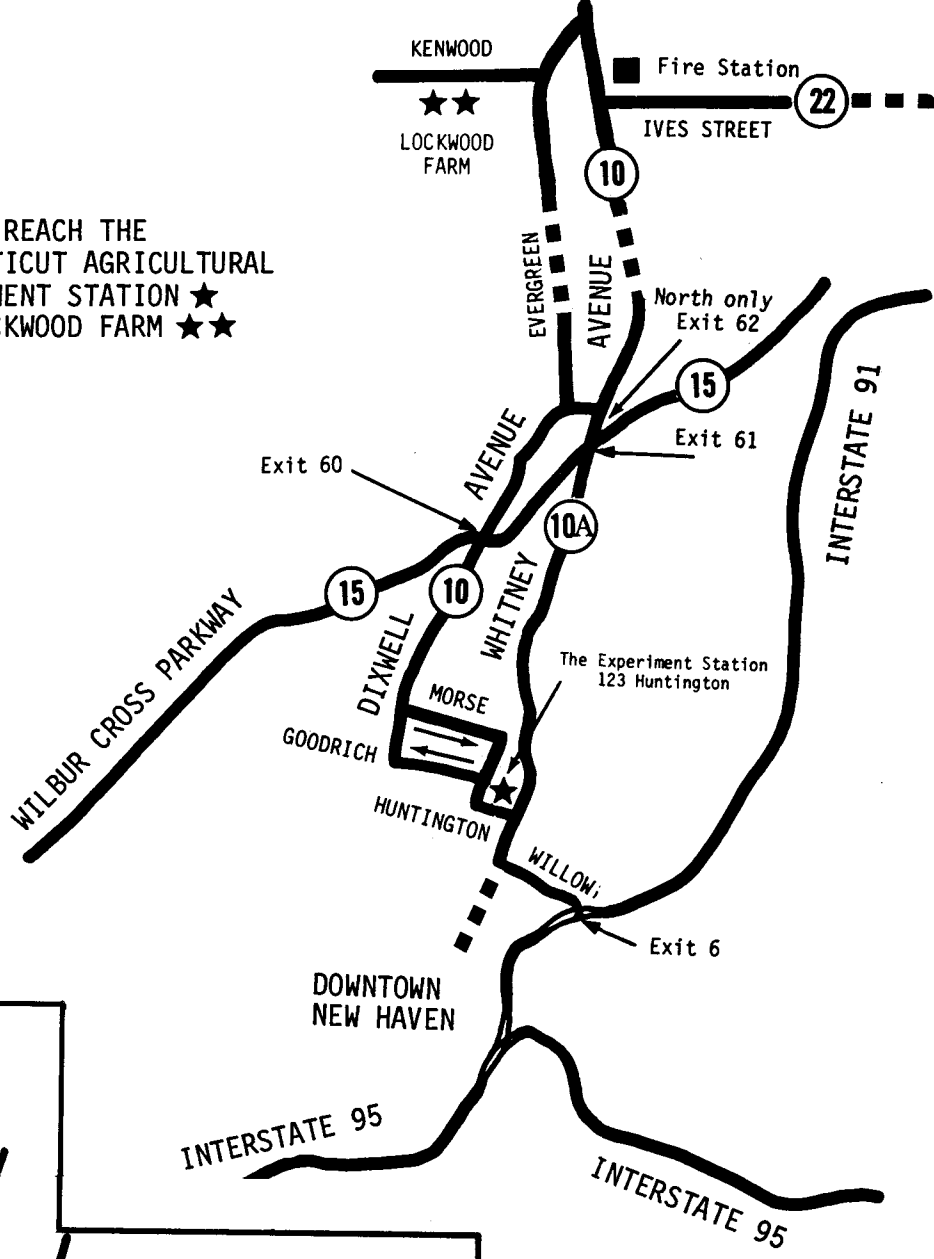 KENWOOD
Fire Station
22
IVES STREET
LOCKWOOD
FARM
10
REACH THE
TICUT AGRICULTURAL
MENT STATION
CKWOOD FARM
EVERGREEN
AVENUE
North only
Exit 62
15
INTERSTATE 91
AVENUE
Exit 61
Exit 60
10A
15
10
WHITNEY
WILBUR CROSS PARKWAY
DIXWELL
The Experiment Station
123 Huntington
MORSE
GOODRICH
HUNTINGTON
WILLOW
Exit 6
DOWNTOWN
NEW HAVEN
INTERSTATE 95
INTERSTATE 95